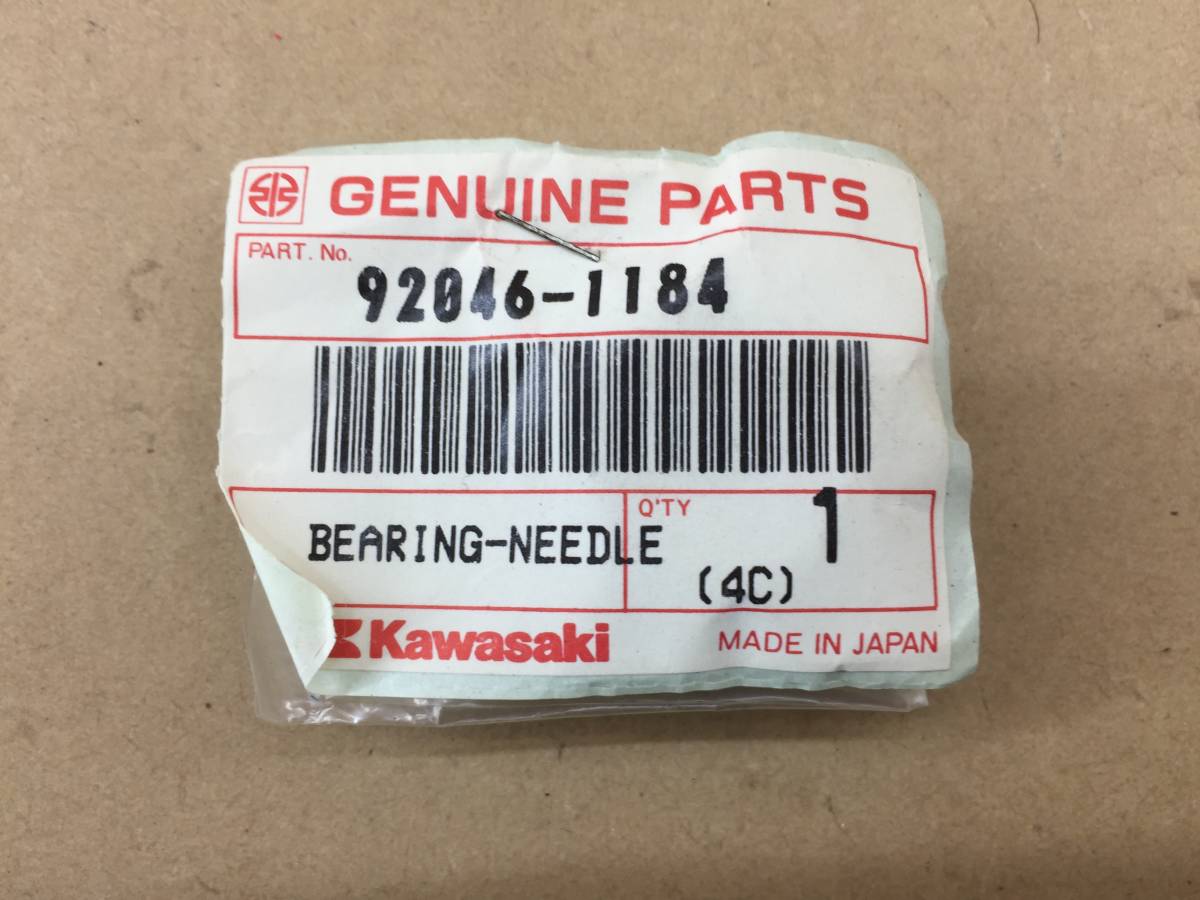 GENUINE PARTS
PART. No.
92046-1184
BEARING-NEEDLE
Q'TY
1
(4C)
Kawasaki
MADE IN JAPAN